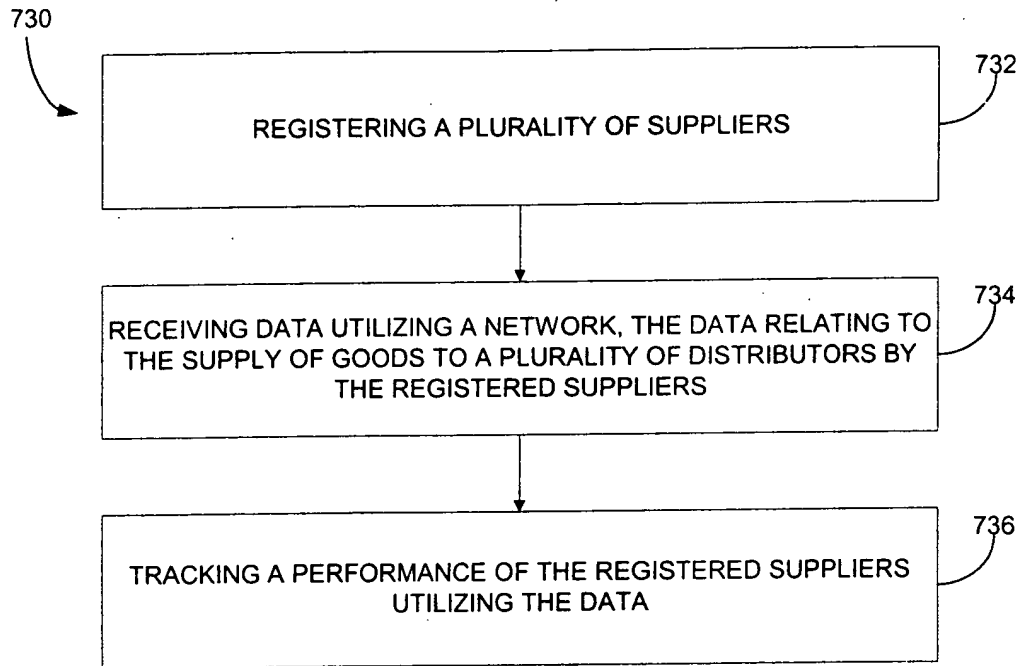 730
732
REGISTERING A PLURALITY OF SUPPLIERS
734
RECEIVING DATA UTILIZING A NETWORK, THE DATA RELATING TO
THE SUPPLY OF GOODS TO A PLURALITY OF DISTRIBUTORS BY
THE REGISTERED SUPPLIERS
736
TRACKING A PERFORMANCE OF THE REGISTERED SUPPLIERS
UTILIZING THE DATA